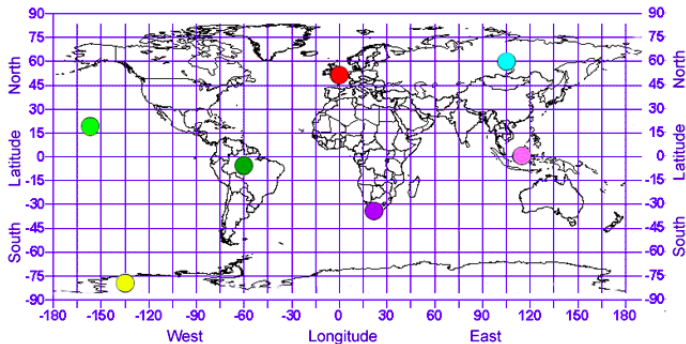 90 90
75 75
60 60
45 45
30 30
15 15
0 0
-15 -15
-30 -30
-45 -45
-60 -60
-75 -75
-90 -90
North
Latitude
South
North
Latitude
South
-180 -150 -120 -90 -60 -30 0 30 60 90 120 150 180
West Longitude East